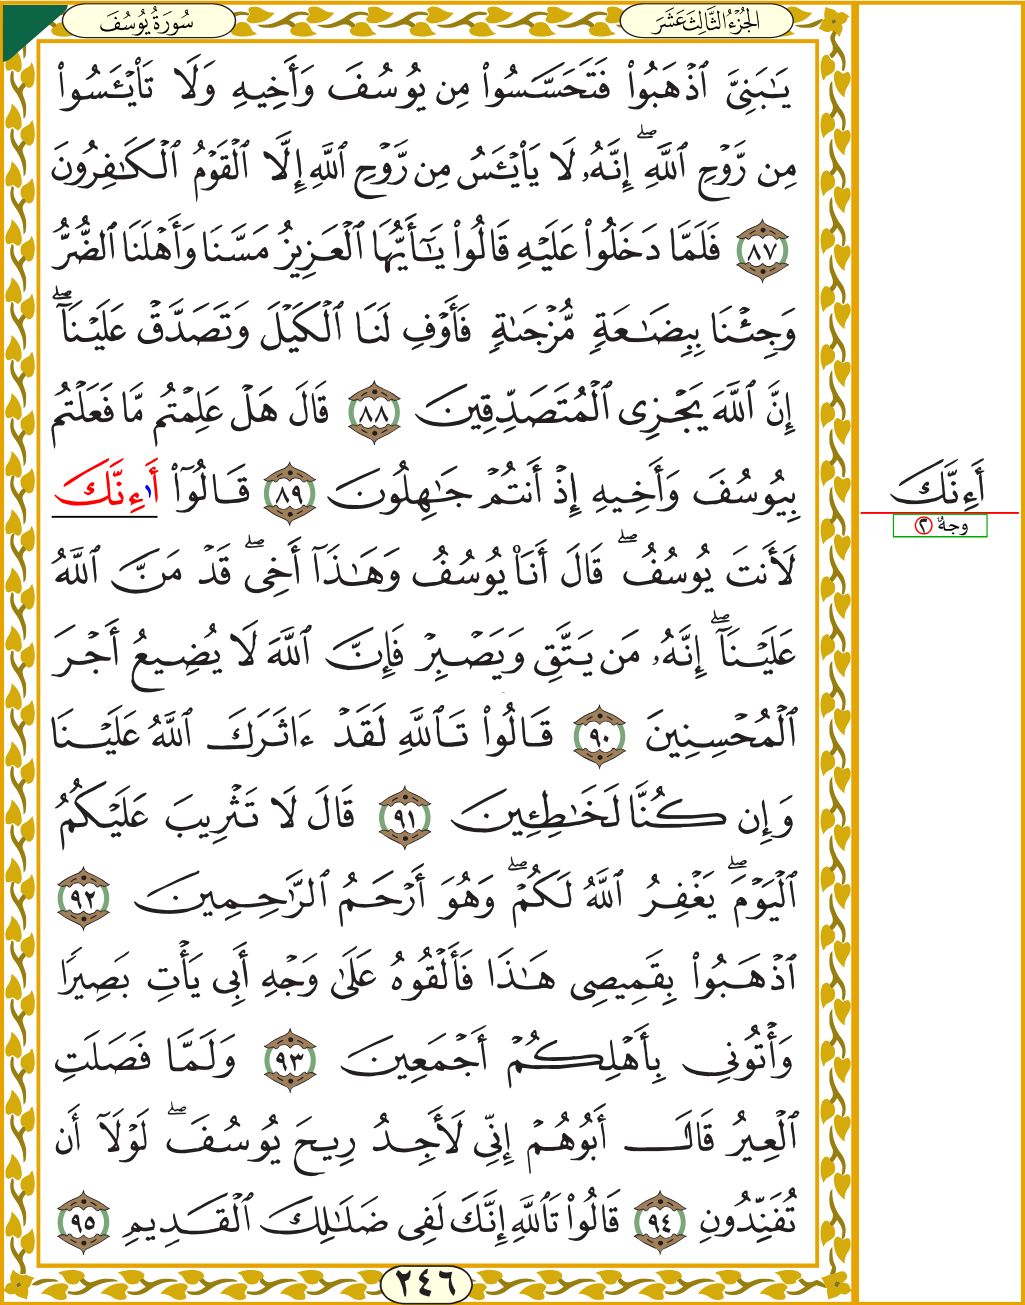 سُورَةُ يُوسُفَ
الجُزْءُ الثَّالِثَ عَشَرَ
يَٰبَنِىَّ ٱذْهَبُوا۟ فَتَحَسَّسُوا۟ مِن يُوسُفَ وَأَخِيهِ وَلَا تَا۟يْـَٔسُوا۟
مِن رَّوْحِ ٱللَّهِ ۖ إِنَّهُۥ لَا يَا۟يْـَٔسُ مِن رَّوْحِ ٱللَّهِ إِلَّا ٱلْقَوْمُ ٱلْكَٰفِرُونَ
٨٧ فَلَمَّا دَخَلُوا۟ عَلَيْهِ قَالُوا۟ يَٰٓأَيُّهَا ٱلْعَزِيزُ مَسَّنَا وَأَهْلَنَا ٱلضُّرُّ
وَجِئْنَا بِبِضَٰعَةٍ مُّزْجَىٰةٍ فَأَوْفِ لَنَا ٱلْكَيْلَ وَتَصَدَّقْ عَلَيْنَآ ۖ
إِنَّ ٱللَّهَ يَجْزِى ٱلْمُتَصَدِّقِينَ ٨٨ قَالَ هَلْ عَلِمْتُم مَّا فَعَلْتُم
بِيُوسُفَ وَأَخِيهِ إِذْ أَنتُمْ جَٰهِلُونَ ٨٩ قَالُوٓا۟ أَءِنَّكَ
لَأَنتَ يُوسُفُ ۖ قَالَ أَنَا۠ يُوسُفُ وَهَٰذَآ أَخِى ۖ قَدْ مَنَّ ٱللَّهُ
عَلَيْنَآ ۖ إِنَّهُۥ مَن يَتَّقِ وَيَصْبِرْ فَإِنَّ ٱللَّهَ لَا يُضِيعُ أَجْرَ
ٱلْمُحْسِنِينَ ٩٠ قَالُوا۟ تَٱللَّهِ لَقَدْ ءَاثَرَكَ ٱللَّهُ عَلَيْنَا
وَإِن كُنَّا لَخَٰطِـِٔينَ ٩١ قَالَ لَا تَثْرِيبَ عَلَيْكُمُ
ٱلْيَوْمَ ۖ يَغْفِرُ ٱللَّهُ لَكُمْ ۖ وَهُوَ أَرْحَمُ ٱلرَّٰحِمِينَ ٩٢
ٱذْهَبُوا۟ بِقَمِيصِى هَٰذَا فَأَلْقُوهُ عَلَىٰ وَجْهِ أَبِى يَأْتِ بَصِيرًا
وَأْتُونِى بِأَهْلِكُمْ أَجْمَعِينَ ٩٣ وَلَمَّا فَصَلَتِ
ٱلْعِيرُ قَالَ أَبُوهُمْ إِنِّى لَأَجِدُ رِيحَ يُوسُفَ ۖ لَوْلَآ أَن
تُفَنِّدُونِ ٩٤ قَالُوا۟ تَٱللَّهِ إِنَّكَ لَفِى ضَلَٰلِكَ ٱلْقَدِيمِ ٩٥
٢٤٦
أَءِنَّكَ
وجهٌ ٢